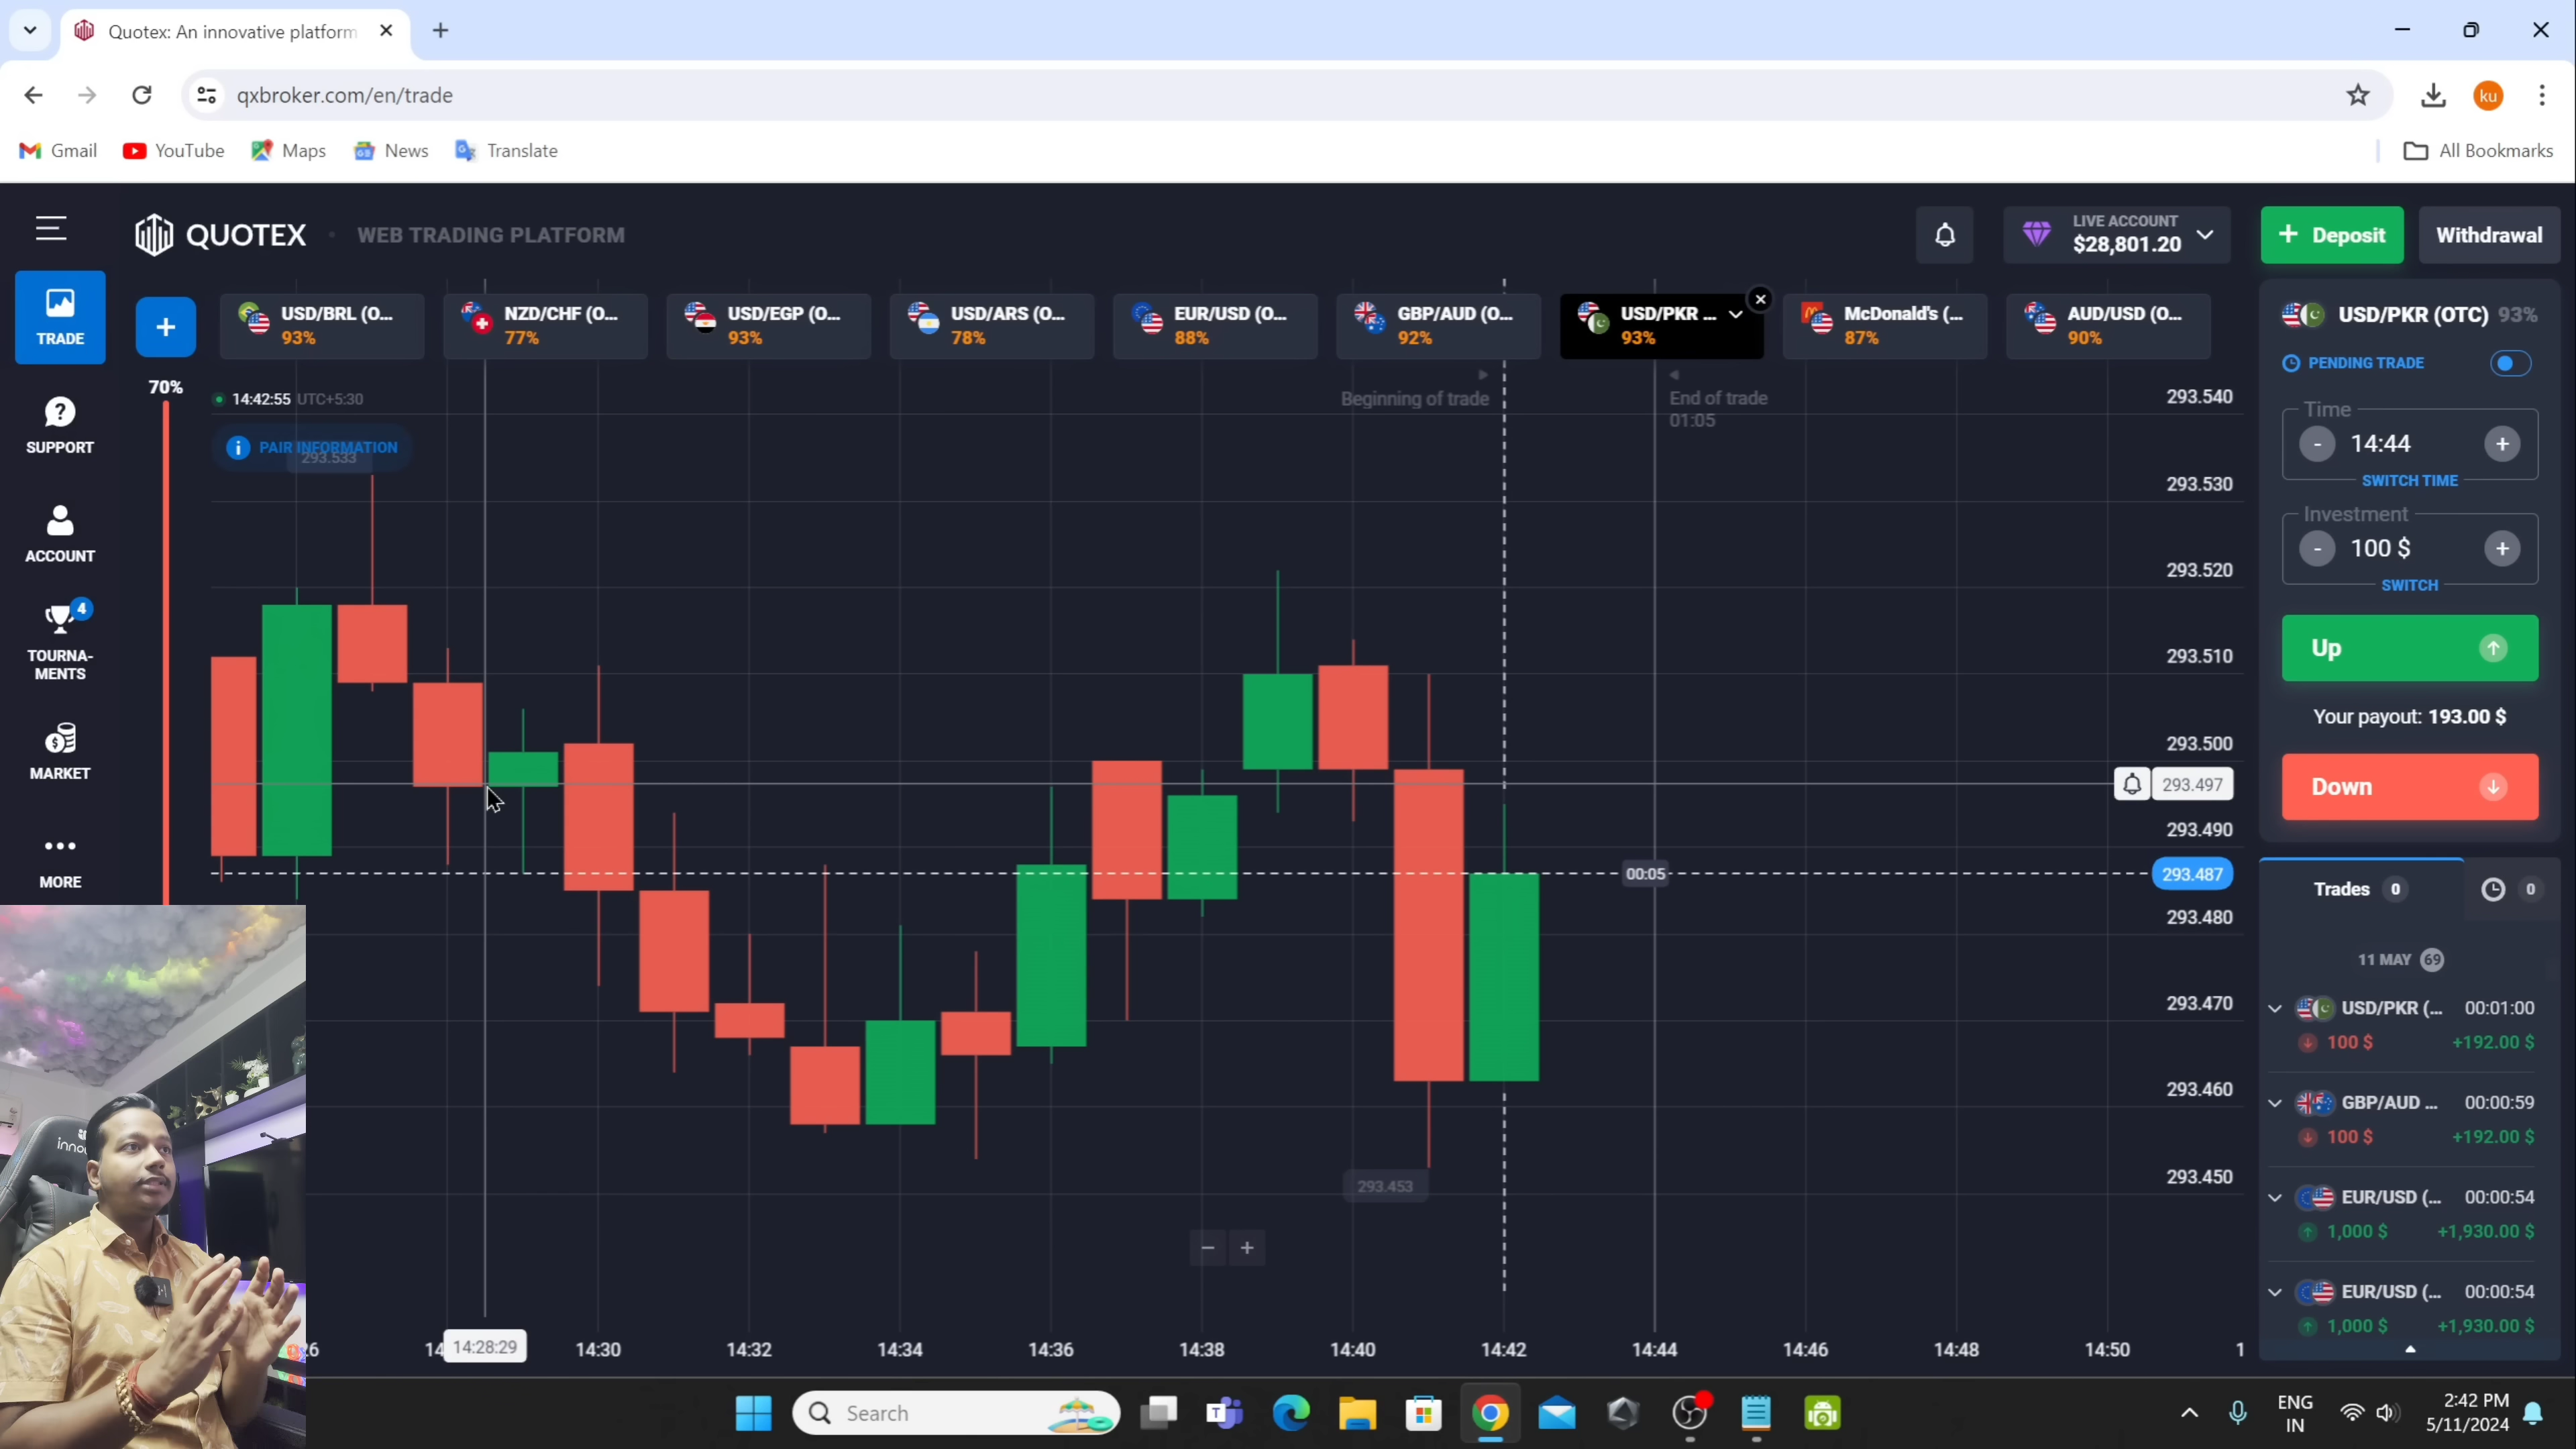 Quotex: An innovative platform
qxbroker.com/en/trade
ku
Gmail
YouTube
Maps
News
Translate
All Bookmarks
QUOTEX
WEB TRADING PLATFORM
LIVE ACCOUNT
$28,801.20
+ Deposit
Withdrawal
TRADE
SUPPORT
ACCOUNT
4
TOURNA-
MENTS
MARKET
MORE
+
USD/BRL (O...
93%
NZD/CHF (O...
77%
USD/EGP (O...
93%
USD/ARS (O...
78%
EUR/USD (O...
88%
GBP/AUD (O...
92%
USD/PKR ...
93%
McDonald's (...
87%
AUD/USD (O...
90%
70%
14:42:55 UTC+5:30
PAIR INFORMATION
293.533
Beginning of trade
End of trade
01:05
293.540
293.530
293.520
293.510
293.500
293.497
293.490
00:05
293.487
293.480
293.470
293.460
293.450
293.453
− +
14:28:29
14:30
14:32
14:34
14:36
14:38
14:40
14:42
14:44
14:46
14:48
14:50
USD/PKR (OTC) 93%
PENDING TRADE
Time
- 14:44 +
SWITCH TIME
Investment
- 100 $ +
SWITCH
Up
Your payout: 193.00 $
Down
Trades 0
0
11 MAY 69
USD/PKR (... 00:01:00
100 $ +192.00 $
GBP/AUD ... 00:00:59
100 $ +192.00 $
EUR/USD (... 00:00:54
1,000 $ +1,930.00 $
EUR/USD (... 00:00:54
1,000 $ +1,930.00 $
Search
ENG
IN
2:42 PM
5/11/2024